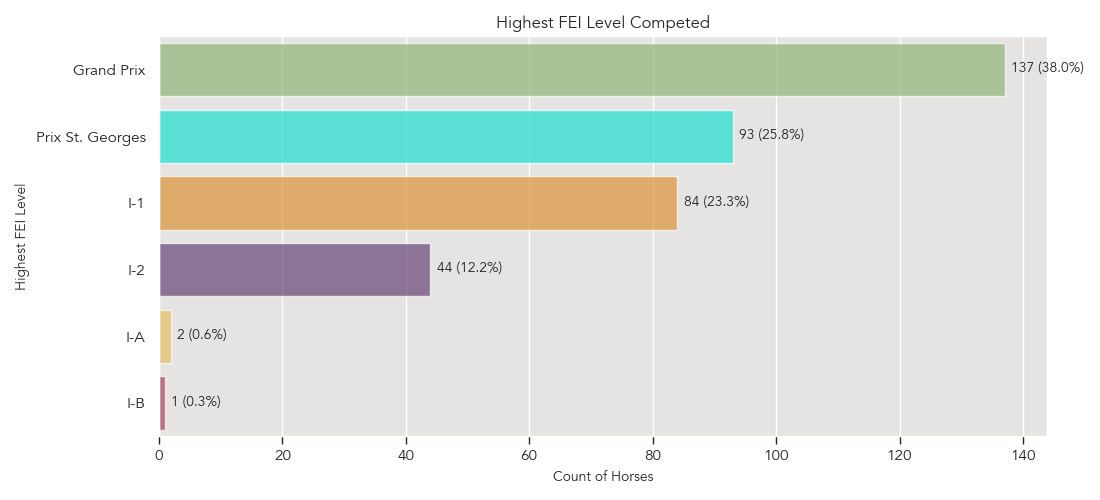 Highest FEI Level Competed
Highest FEI Level
Grand Prix
137 (38.0%)
Prix St. Georges
93 (25.8%)
I-1
84 (23.3%)
I-2
44 (12.2%)
I-A
2 (0.6%)
I-B
1 (0.3%)
0 20 40 60 80 100 120 140
Count of Horses